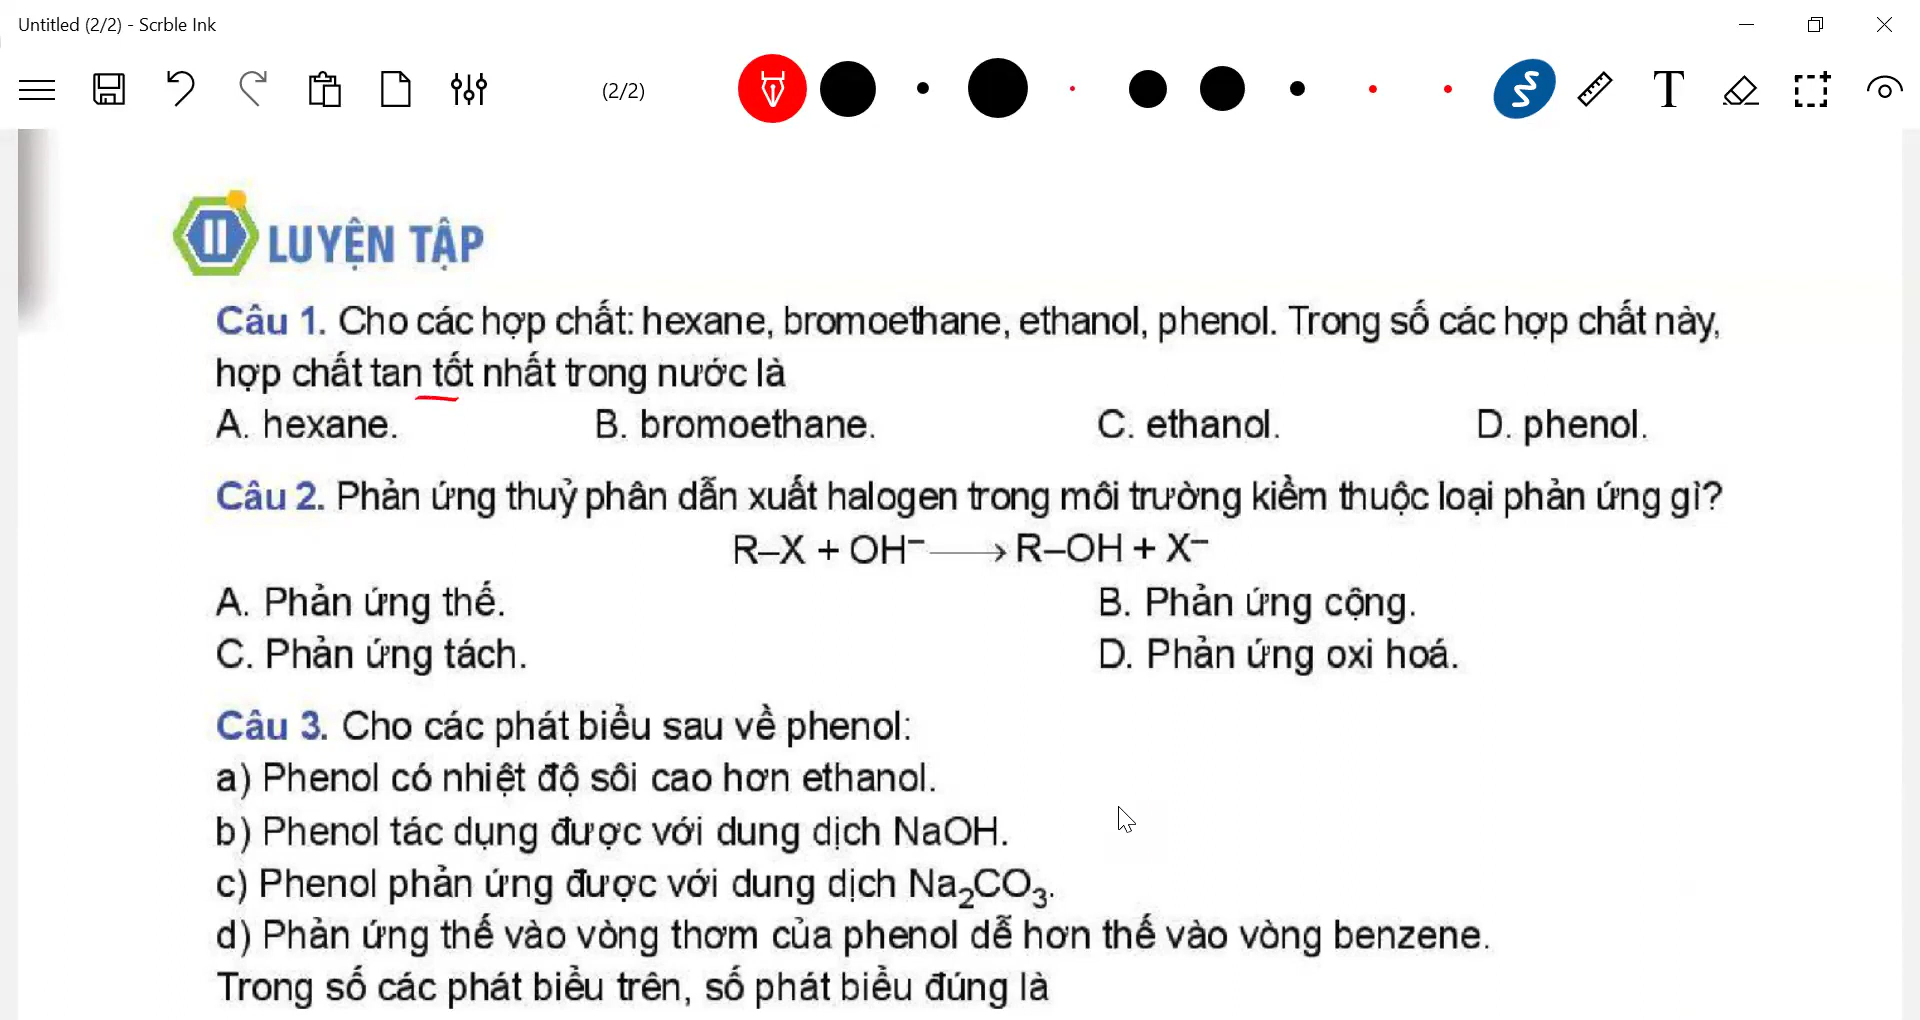 Untitled (2/2) - Scrble Ink
(2/2)
T
II LUYỆN TẬP
Câu 1. Cho các hợp chất: hexane, bromoethane, ethanol, phenol. Trong số các hợp chất này,
hợp chất tan tốt nhất trong nước là
A. hexane. B. bromoethane. C. ethanol. D. phenol.
Câu 2. Phản ứng thuỷ phân dẫn xuất halogen trong môi trường kiềm thuộc loại phản ứng gì?
R–X + OH⁻ ⟶ R–OH + X⁻
A. Phản ứng thế. B. Phản ứng cộng.
C. Phản ứng tách. D. Phản ứng oxi hoá.
Câu 3. Cho các phát biểu sau về phenol:
a) Phenol có nhiệt độ sôi cao hơn ethanol.
b) Phenol tác dụng được với dung dịch NaOH.
c) Phenol phản ứng được với dung dịch Na₂CO₃.
d) Phản ứng thế vào vòng thơm của phenol dễ hơn thế vào vòng benzene.
Trong số các phát biểu trên, số phát biểu đúng là